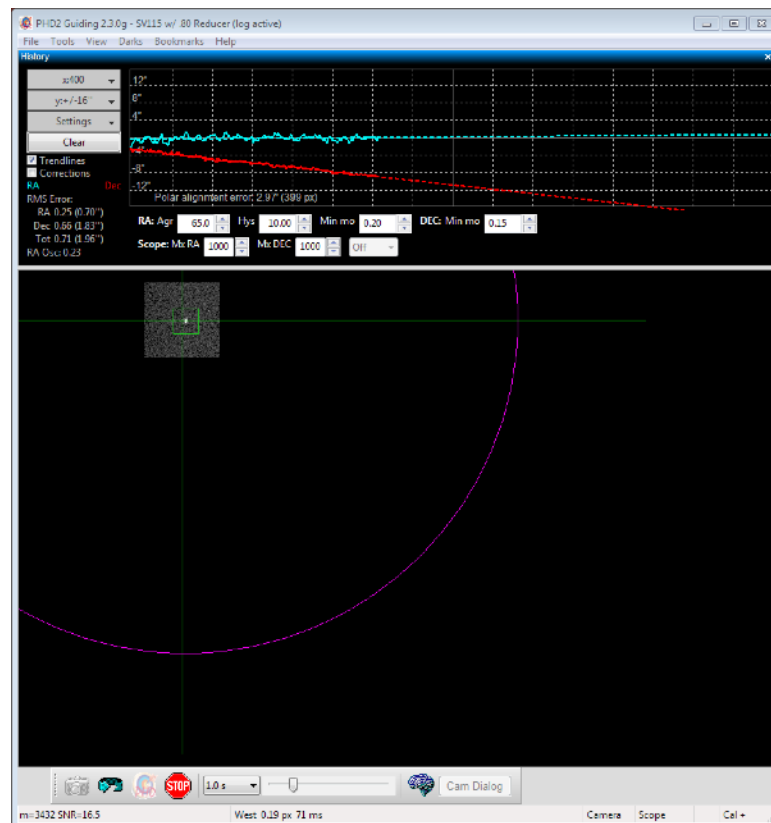 PHD2 Guiding 2.3.0g - SV115 w/ .80 Reducer (log active)
File Tools View Darks Bookmarks Help
History
x:400
y:+/-16"
Settings
Clear
Trendlines
Corrections
RA Dec
RMS Error:
RA 0.25 (0.70")
Dec 0.66 (1.83")
Tot 0.71 (1.96")
RA Osc: 0.23
12"
8"
4"
-8"
-12"
Polar alignment error: 2.97' (399 px)
RA: Agr 65.0 Hys 10.00 Min mo 0.20 DEC: Min mo 0.15
Scope: Mx RA 1000 Mx DEC 1000 Off
STOP 1.0 s Cam Dialog
m=3432 SNR=16.5 West 0.19 px 71 ms Camera Scope Cal +